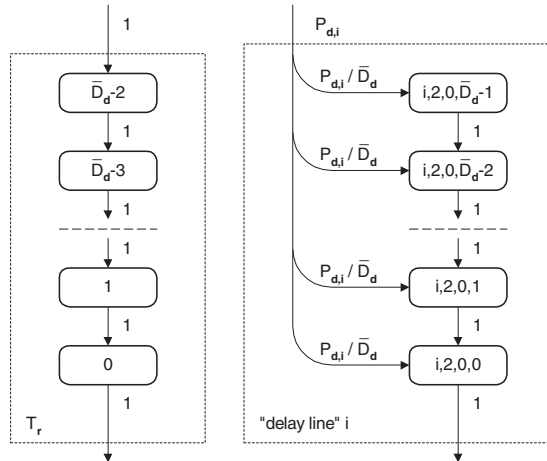 1
D̄d-2
1
D̄d-3
1
1
1
1
0
1
Tr
Pd,i
Pd,i / D̄d
i,2,0,D̄d-1
1
Pd,i / D̄d
i,2,0,D̄d-2
1
1
Pd,i / D̄d
i,2,0,1
1
Pd,i / D̄d
i,2,0,0
1
"delay line" i